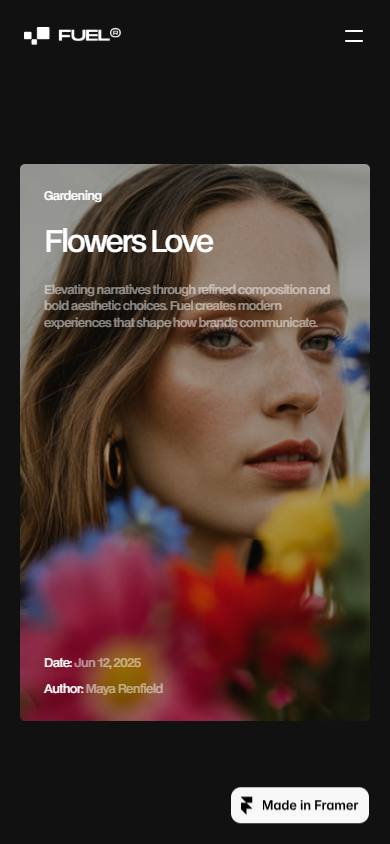 FUEL®
Gardening
Flowers Love
Elevating narratives through refined composition and
bold aesthetic choices. Fuel creates modern
experiences that shape how brands communicate.
Date: Jun 12, 2025
Author: Maya Renfield
Made in Framer